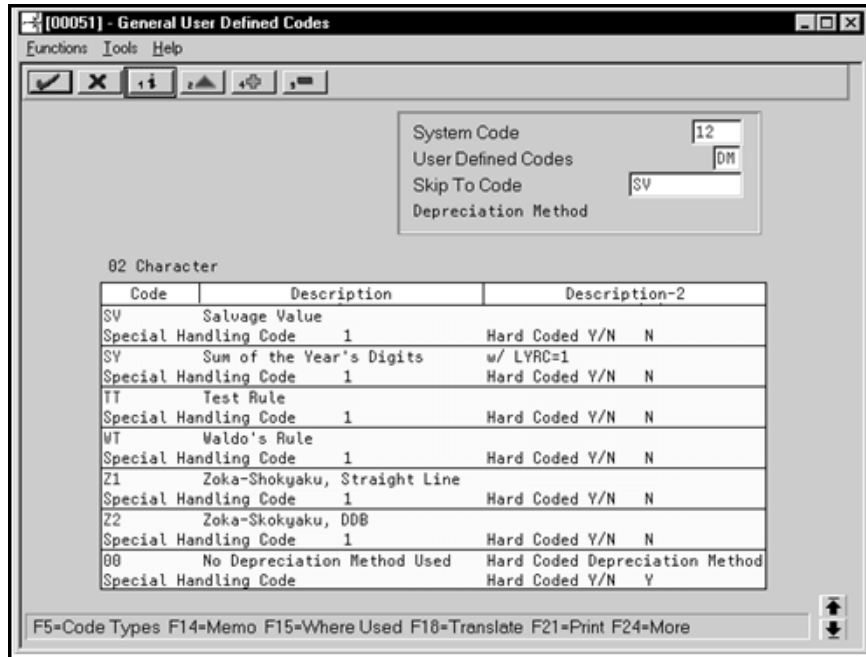 [00051] - General User Defined Codes
Functions Tools Help
1 i 2 4 9
System Code 12
User Defined Codes DM
Skip To Code SV
Depreciation Method
02 Character
Code Description Description-2
SV Salvage Value
Special Handling Code 1 Hard Coded Y/N N
SY Sum of the Year's Digits w/ LYRC=1
Special Handling Code 1 Hard Coded Y/N N
TT Test Rule
Special Handling Code 1 Hard Coded Y/N N
WT Waldo's Rule
Special Handling Code 1 Hard Coded Y/N N
Z1 Zoka-Shokyaku, Straight Line
Special Handling Code 1 Hard Coded Y/N N
Z2 Zoka-Skokyaku, DDB
Special Handling Code 1 Hard Coded Y/N N
00 No Depreciation Method Used Hard Coded Depreciation Method
Special Handling Code Hard Coded Y/N Y
F5=Code Types F14=Memo F15=Where Used F18=Translate F21=Print F24=More